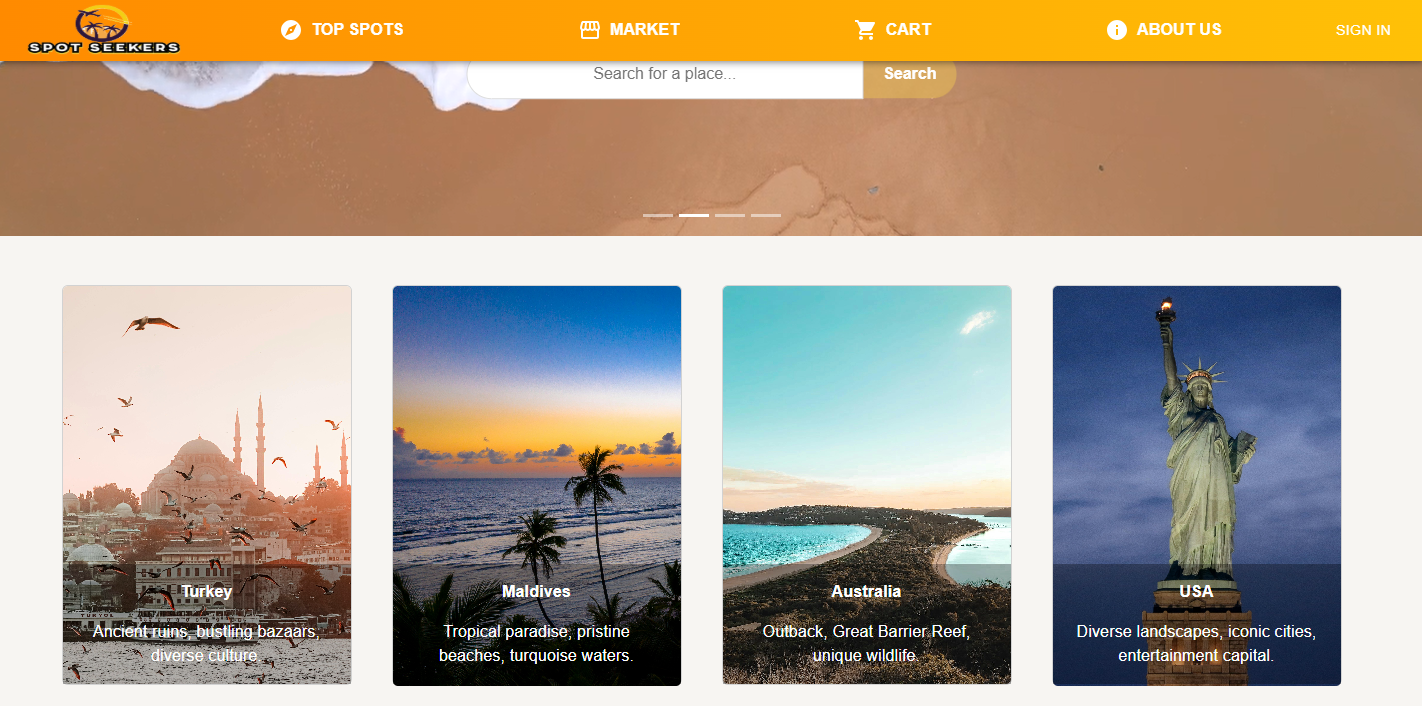 SPOT SEEKERS
TOP SPOTS
MARKET
CART
ABOUT US
SIGN IN
Search for a place...
Search
Turkey
Ancient ruins, bustling bazaars,
diverse culture.
Maldives
Tropical paradise, pristine
beaches, turquoise waters.
Australia
Outback, Great Barrier Reef,
unique wildlife.
USA
Diverse landscapes, iconic cities,
entertainment capital.